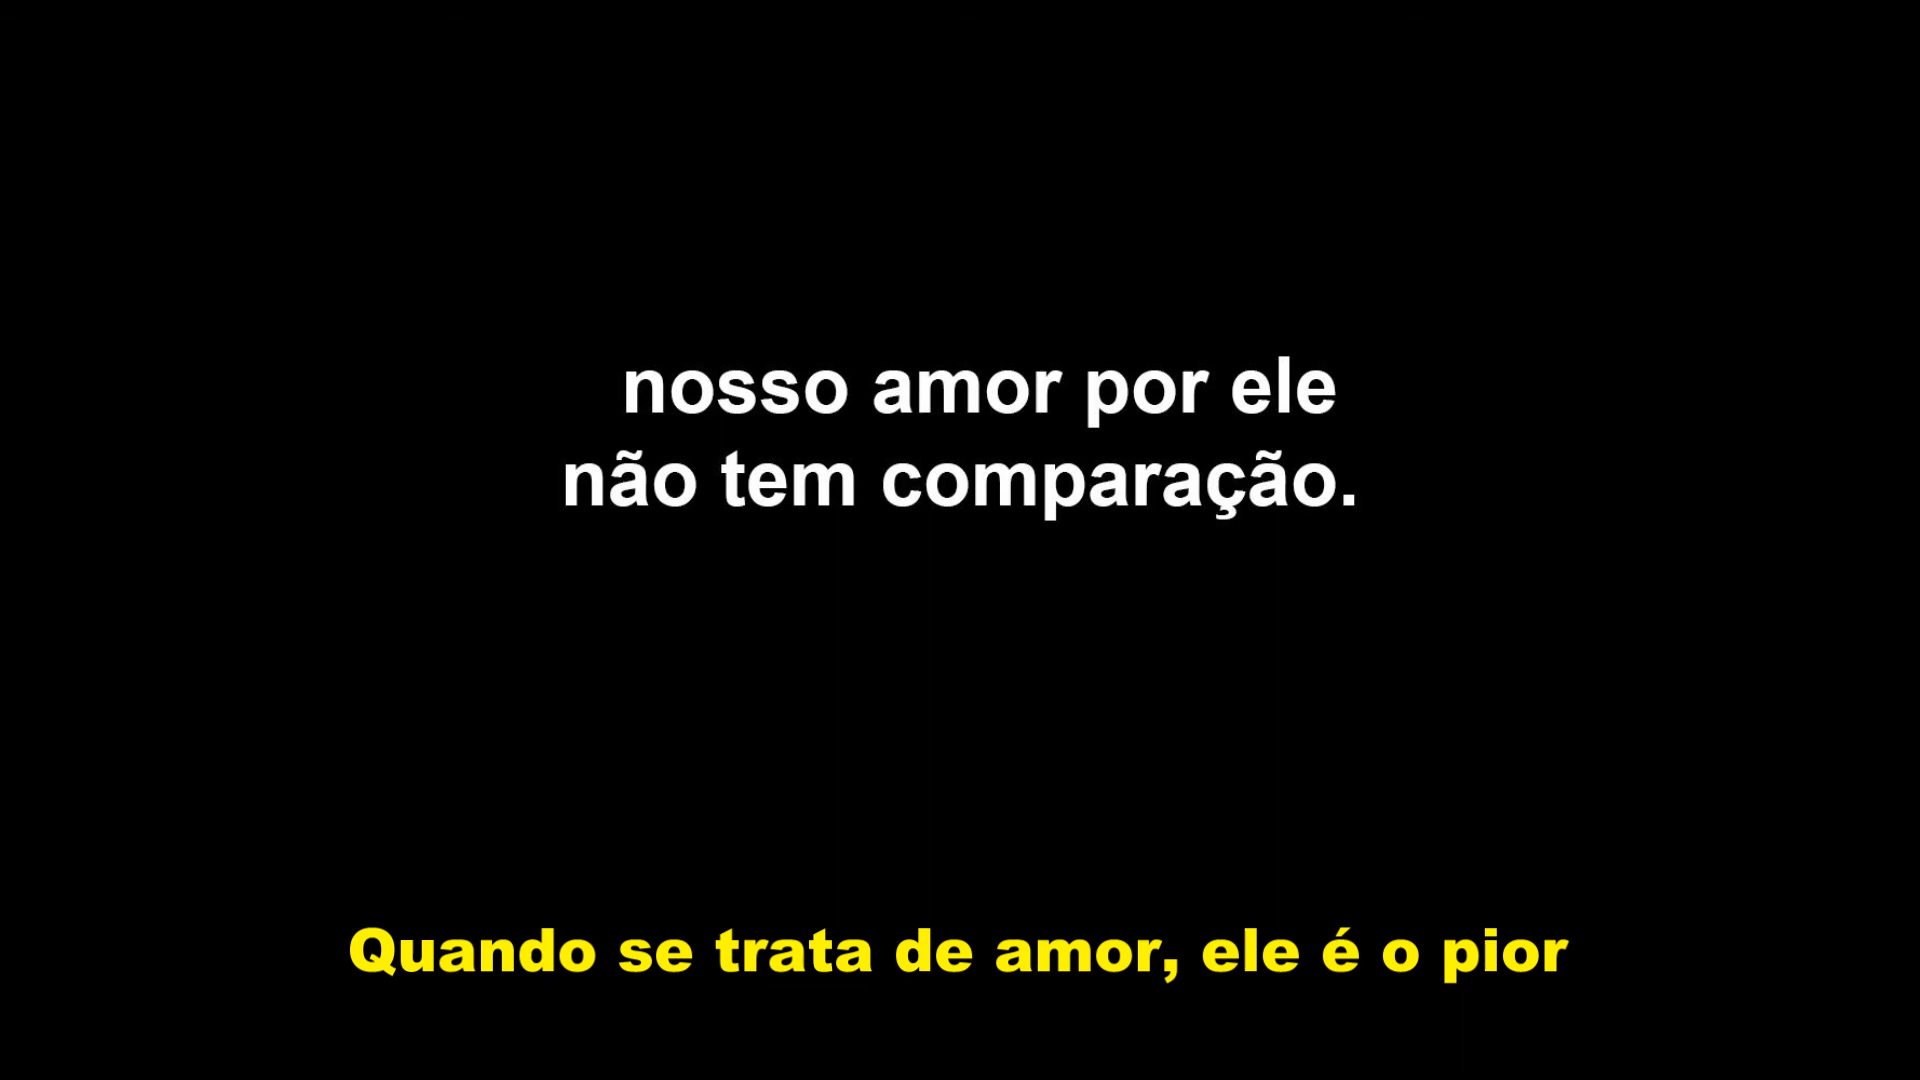 nosso amor por ele
não tem comparação.
Quando se trata de amor, ele é o pior